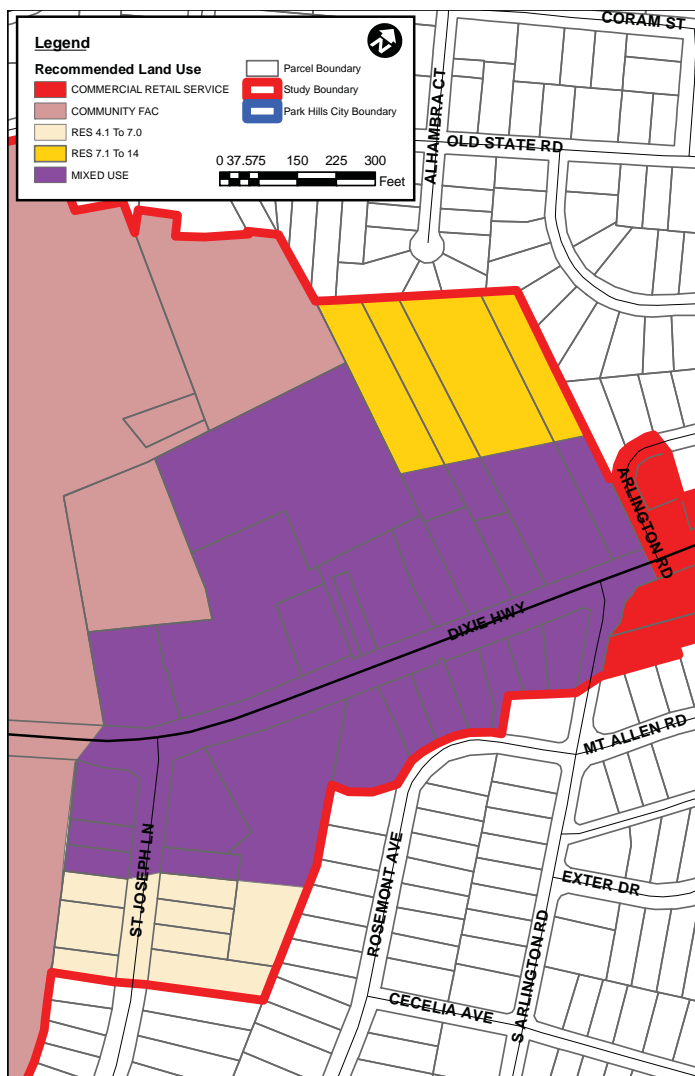 Legend
Recommended Land Use
COMMERCIAL RETAIL SERVICE
COMMUNITY FAC
RES 4.1 To 7.0
RES 7.1 To 14
MIXED USE
Parcel Boundary
Study Boundary
Park Hills City Boundary
0 37.575 150 225 300
Feet
N
CORAM ST
ALHAMBRA CT
OLD STATE RD
ARLINGTON RD
DIXIE HWY
MT ALLEN RD
ST JOSEPH LN
ROSEMONT AVE
EXTER DR
S ARLINGTON RD
CECELIA AVE